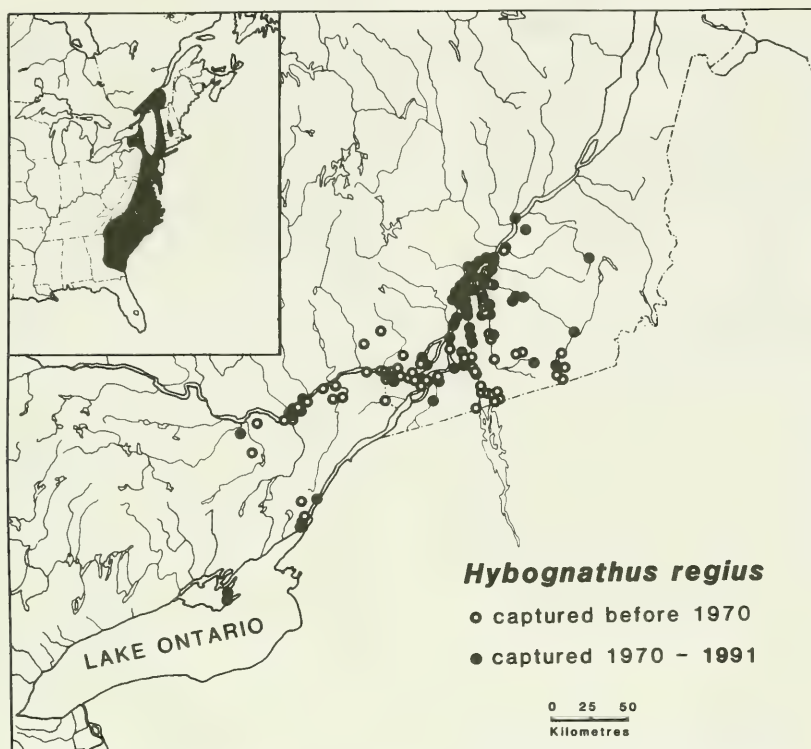 LAKE ONTARIO
Hybognathus regius
captured before 1970
captured 1970 – 1991
0 25 50
Kilometres